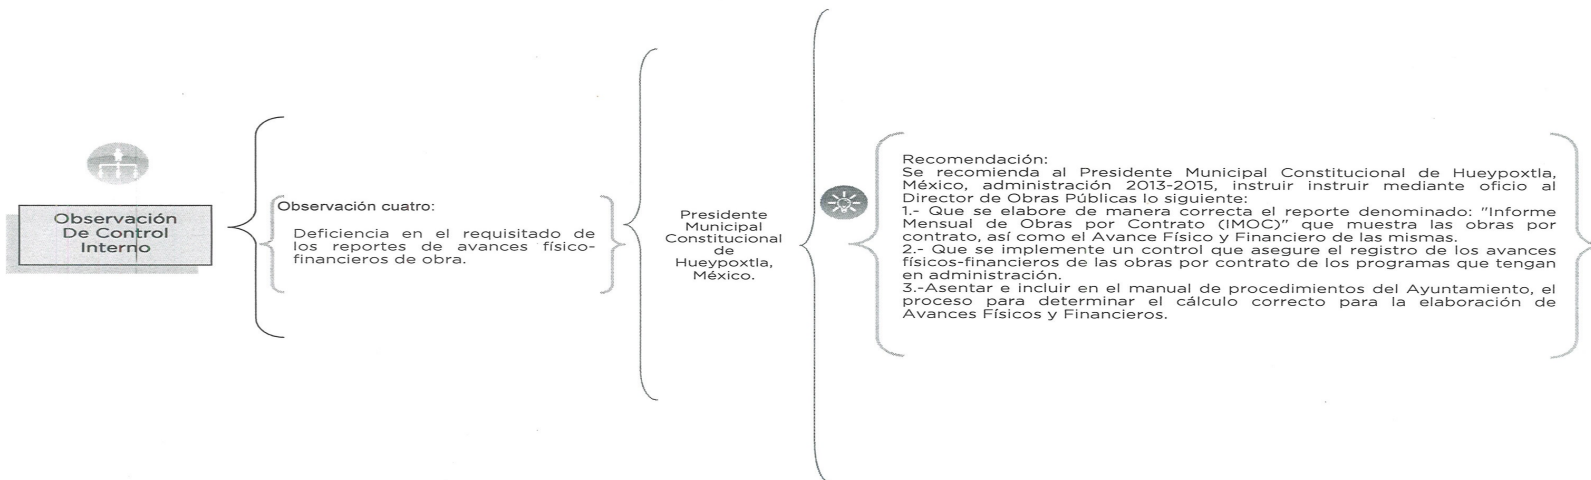 Observación
De Control
Interno
Observación cuatro:
Deficiencia en el requisitado de
los reportes de avances físico-
financieros de obra.
Presidente
Municipal
Constitucional
de
Hueypoxtla,
México.
Recomendación:
Se recomienda al Presidente Municipal Constitucional de Hueypoxtla,
México, administración 2013-2015, instruir instruir mediante oficio al
Director de Obras Públicas lo siguiente:
1.- Que se elabore de manera correcta el reporte denominado: "Informe
Mensual de Obras por Contrato (IMOC)" que muestra las obras por
contrato, así como el Avance Físico y Financiero de las mismas.
2.- Que se implemente un control que asegure el registro de los avances
físicos-financieros de las obras por contrato de los programas que tengan
en administración.
3.-Asentar e incluir en el manual de procedimientos del Ayuntamiento, el
proceso para determinar el cálculo correcto para la elaboración de
Avances Físicos y Financieros.